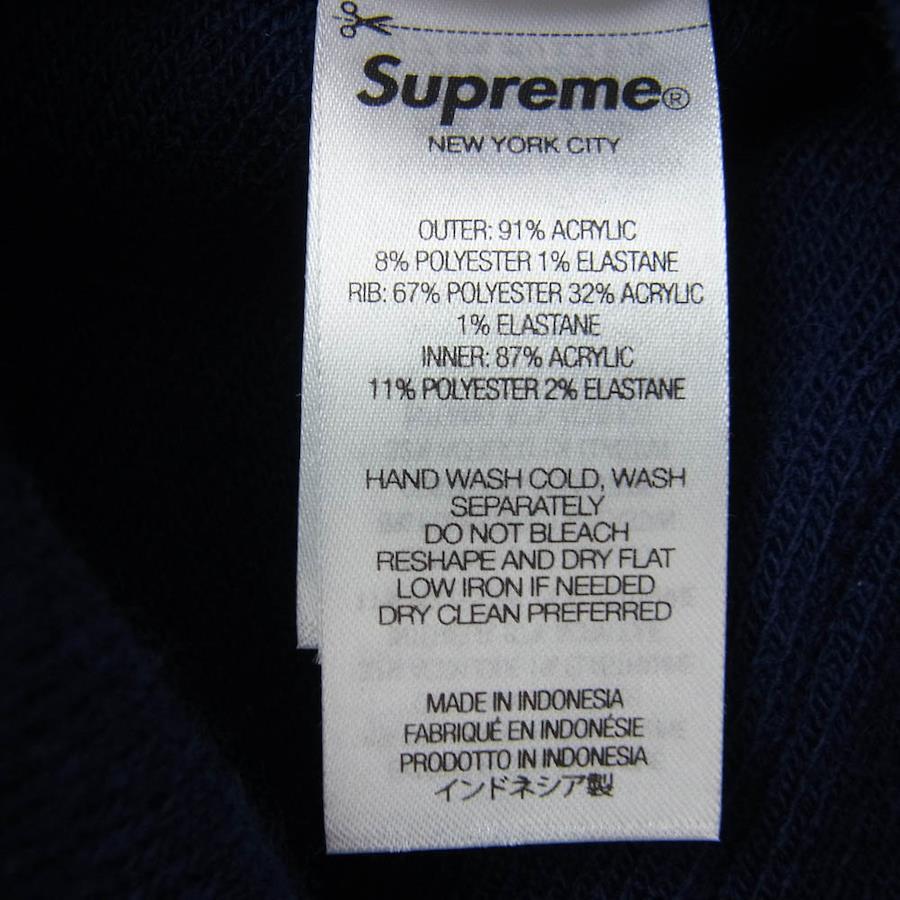 Supreme®
NEW YORK CITY
OUTER: 91% ACRYLIC
8% POLYESTER 1% ELASTANE
RIB: 67% POLYESTER 32% ACRYLIC
1% ELASTANE
INNER: 87% ACRYLIC
11% POLYESTER 2% ELASTANE
HAND WASH COLD, WASH
SEPARATELY
DO NOT BLEACH
RESHAPE AND DRY FLAT
LOW IRON IF NEEDED
DRY CLEAN PREFERRED
MADE IN INDONESIA
FABRIQUÉ EN INDONÉSIE
PRODOTTO IN INDONESIA
インドネシア製